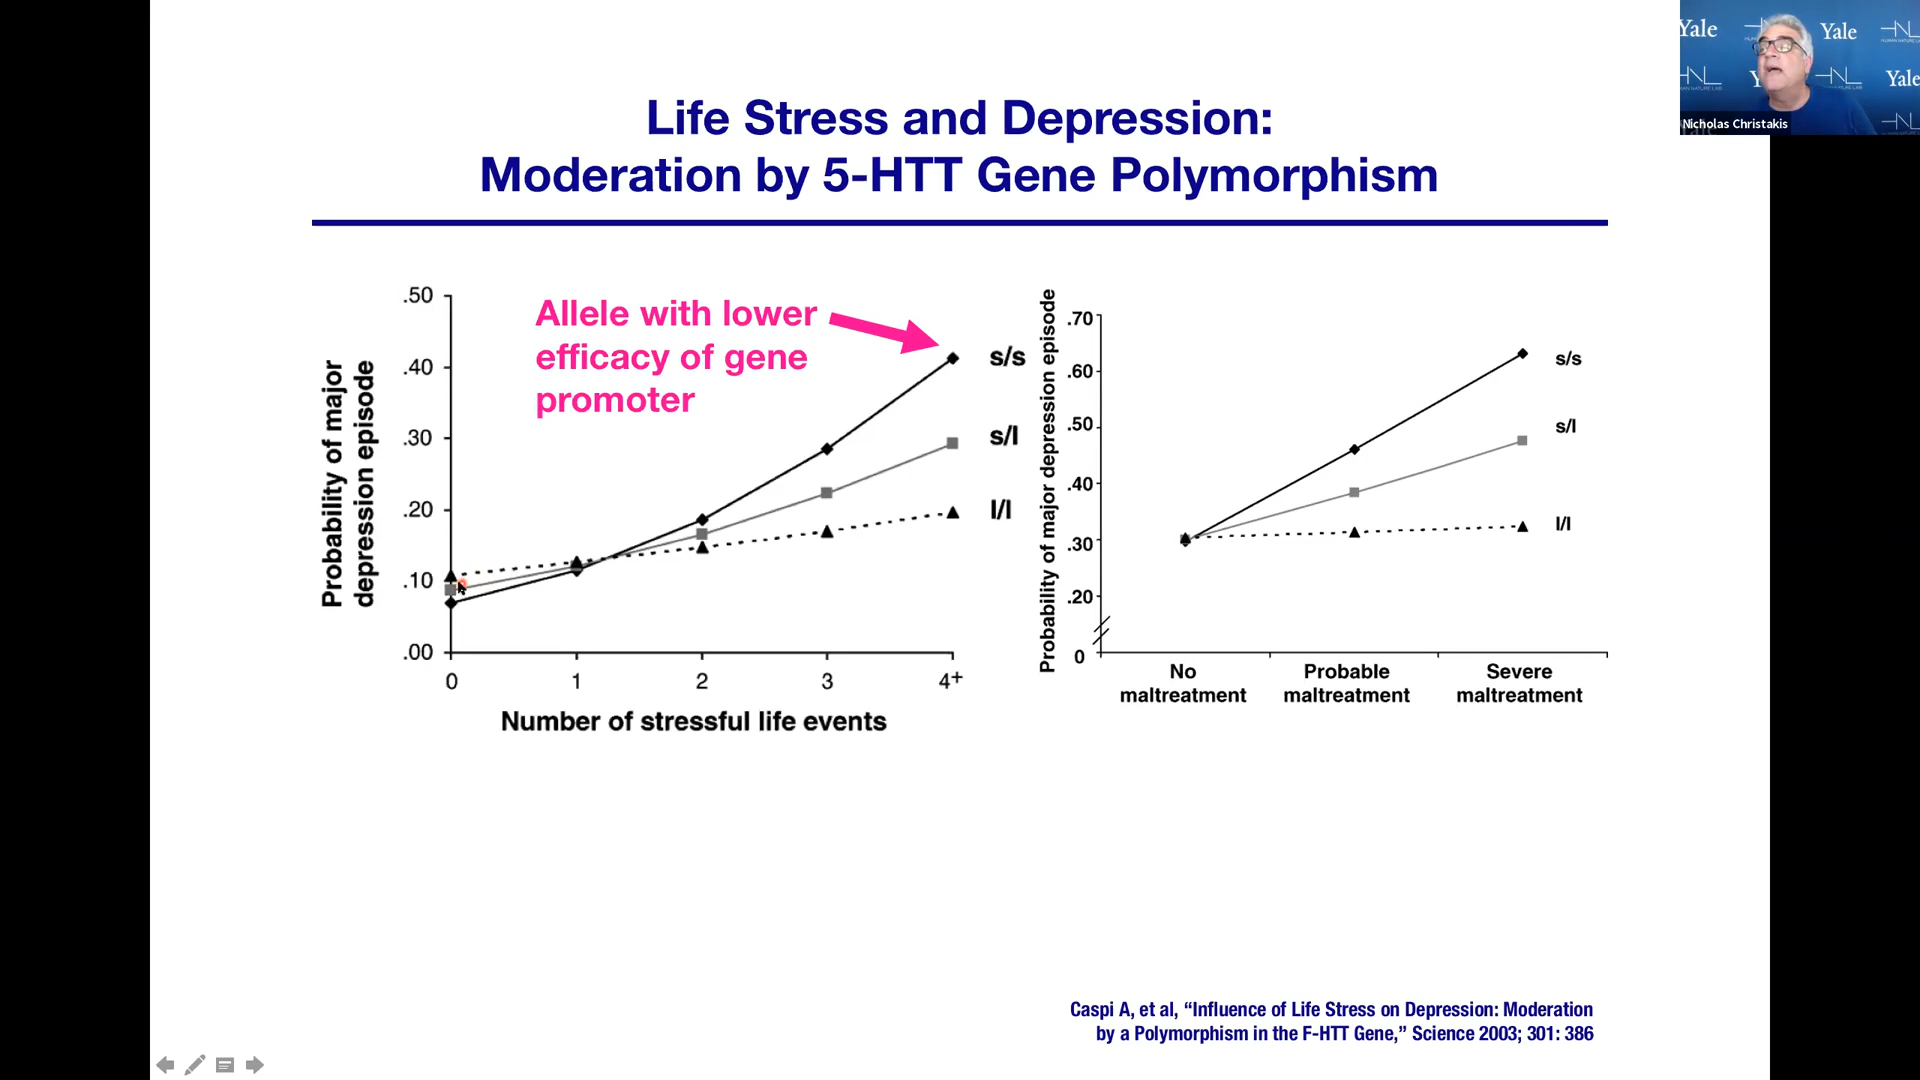 Life Stress and Depression:
Moderation by 5-HTT Gene Polymorphism
Allele with lower
efficacy of gene
promoter
Probability of major
depression episode
.50
.40
.30
.20
.10
.00
0
1
2
3
4+
Number of stressful life events
s/s
s/l
l/l
Probability of major depression episode
.70
.60
.50
.40
.30
.20
0
s/s
s/l
l/l
No
maltreatment
Probable
maltreatment
Severe
maltreatment
Caspi A, et al, “Influence of Life Stress on Depression: Moderation
by a Polymorphism in the F-HTT Gene,” Science 2003; 301: 386
Yale
Yale
Yale
HNL
Nicholas Christakis